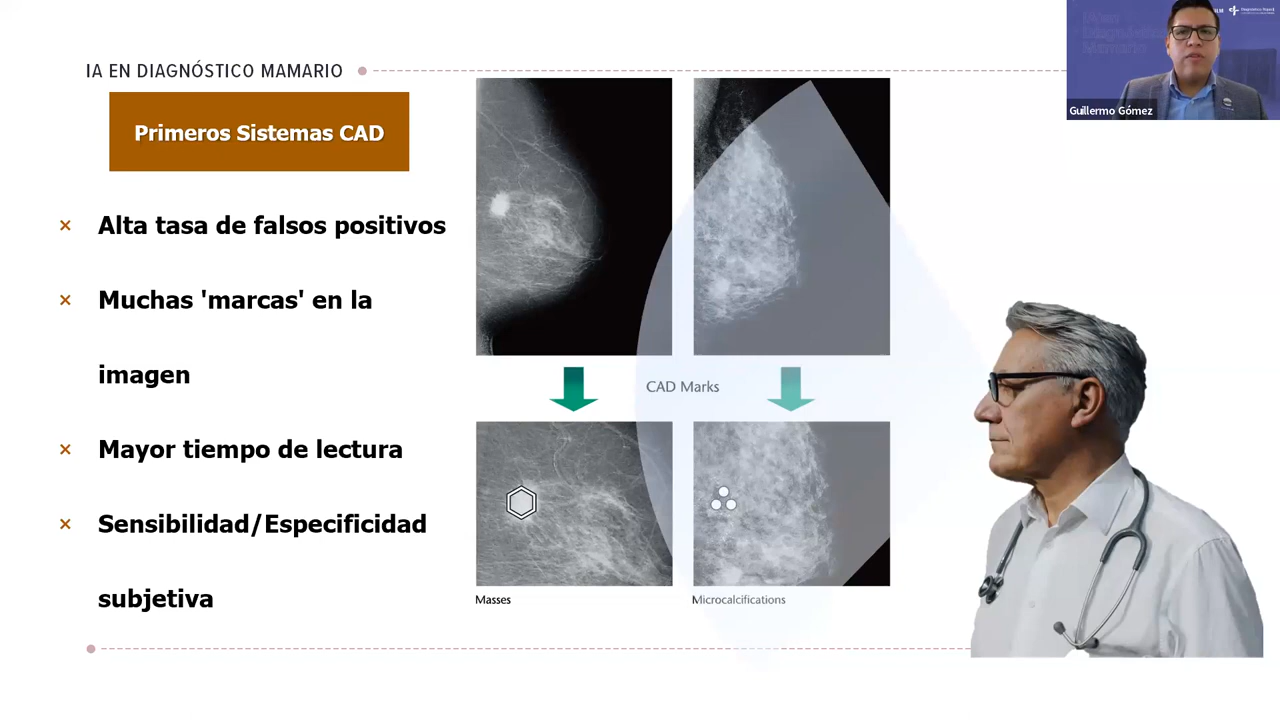 IA EN DIAGNÓSTICO MAMARIO
Primeros Sistemas CAD
× Alta tasa de falsos positivos
× Muchas 'marcas' en la
imagen
× Mayor tiempo de lectura
× Sensibilidad/Especificidad
subjetiva
CAD Marks
Masses
Microcalcifications
Guillermo Gómez